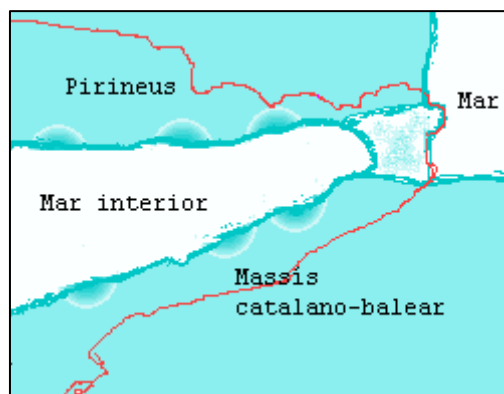 Pirineus
Mar
Mar interior
Massis
catalano-balear